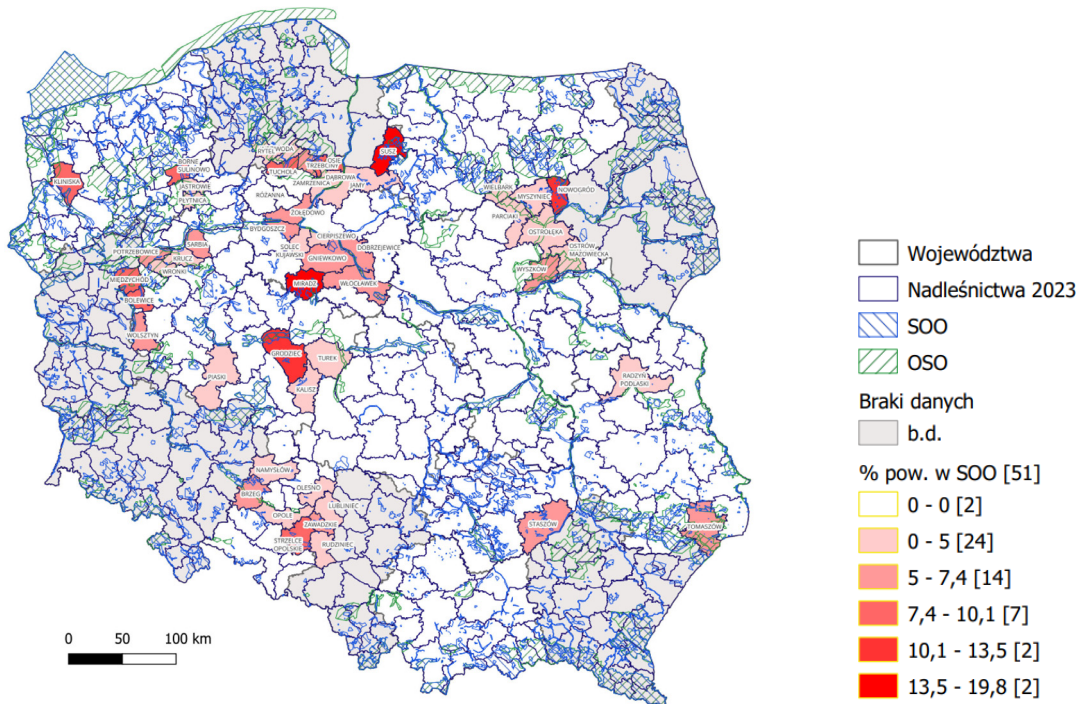 RYTEL
WODA
OSIE
TRZEBCINY
TUCHOLA
DĄBROWA
ZAMRZENICA
JAMY
SUSZ
BORNE
SULINOWO
JASTROWIE
PŁYTNICA
KLINISKA
RÓŻANNA
ŻOŁĘDOWO
BYDGOSZCZ
WIELBARK
MYSZYNIEC
NOWOGRÓD
PARCIAKI
OSTROŁĘKA
OSTRÓW
MAZOWIECKA
WYSZKÓW
SOLEC
KUJAWSKI
CIERPISZEWO
DOBRZEJEWICE
GNIEWKOWO
SARBIA
POTRZEBOWICE
KRUCZ
WRONKI
MIĘDZYCHÓD
BOLEWICE
MIRADZ
WŁOCŁAWEK
WOLSZTYN
GRODZIEC
TUREK
PIASKI
KALISZ
RADZYŃ
PODLASKI
NAMYSŁÓW
OLESNO
BRZEG
LUBLINIEC
OPOLE
ZAWADZKIE
STRZELCE
OPOLSKIE
RUDZINIEC
STASZÓW
TOMASZÓW
0 50 100 km
Województwa
Nadleśnictwa 2023
SOO
OSO
Braki danych
b.d.
% pow. w SOO [51]
0 - 0 [2]
0 - 5 [24]
5 - 7,4 [14]
7,4 - 10,1 [7]
10,1 - 13,5 [2]
13,5 - 19,8 [2]